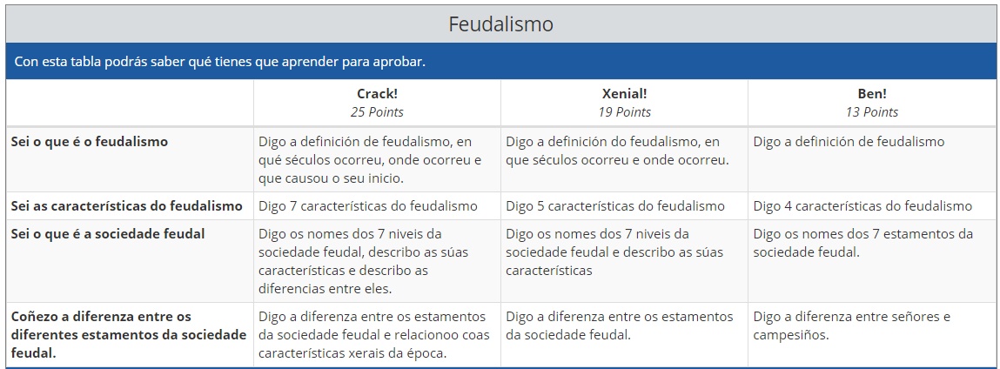 Feudalismo
Con esta tabla podrás saber qué tienes que aprender para aprobar.
Crack!
25 Points
Xenial!
19 Points
Ben!
13 Points
Sei o que é o feudalismo
Digo a definición de feudalismo, en
qué séculos ocorreu, onde ocorreu e
que causou o seu inicio.
Digo a definición do feudalismo, en
que séculos ocorreu e onde ocorreu.
Digo a definición de feudalismo
Sei as características do feudalismo
Digo 7 características do feudalismo
Digo 5 características do feudalismo
Digo 4 características do feudalismo
Sei o que é a sociedade feudal
Digo os nomes dos 7 niveis da
sociedade feudal, describo as súas
características e describo as
diferencias entre eles.
Digo os nomes dos 7 niveis da
sociedade feudal e describo as súas
características
Digo os nomes dos 7 estamentos da
sociedade feudal.
Coñezo a diferenza entre os
diferentes estamentos da sociedade
feudal.
Digo a diferenza entre os estamentos
da sociedade feudal e relacionoo coas
características xerais da época.
Digo a diferenza entre os estamentos
da sociedade feudal.
Digo a diferenza entre señores e
campesiños.